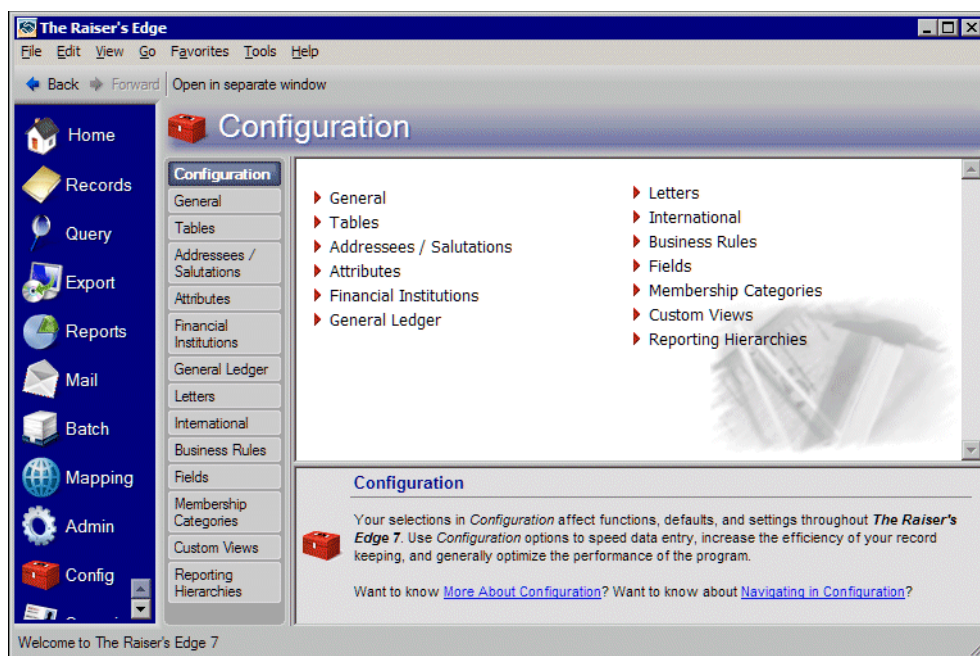 The Raiser's Edge
File Edit View Go Favorites Tools Help
Back Forward Open in separate window
Home
Records
Query
Export
Reports
Mail
Batch
Mapping
Admin
Config
Configuration
Configuration
General
Tables
Addressees /
Salutations
Attributes
Financial
Institutions
General Ledger
Letters
International
Business Rules
Fields
Membership
Categories
Custom Views
Reporting
Hierarchies
General
Tables
Addressees / Salutations
Attributes
Financial Institutions
General Ledger
Letters
International
Business Rules
Fields
Membership Categories
Custom Views
Reporting Hierarchies
Configuration
Your selections in Configuration affect functions, defaults, and settings throughout The Raiser's
Edge 7. Use Configuration options to speed data entry, increase the efficiency of your record
keeping, and generally optimize the performance of the program.
Want to know More About Configuration? Want to know about Navigating in Configuration?
Welcome to The Raiser's Edge 7